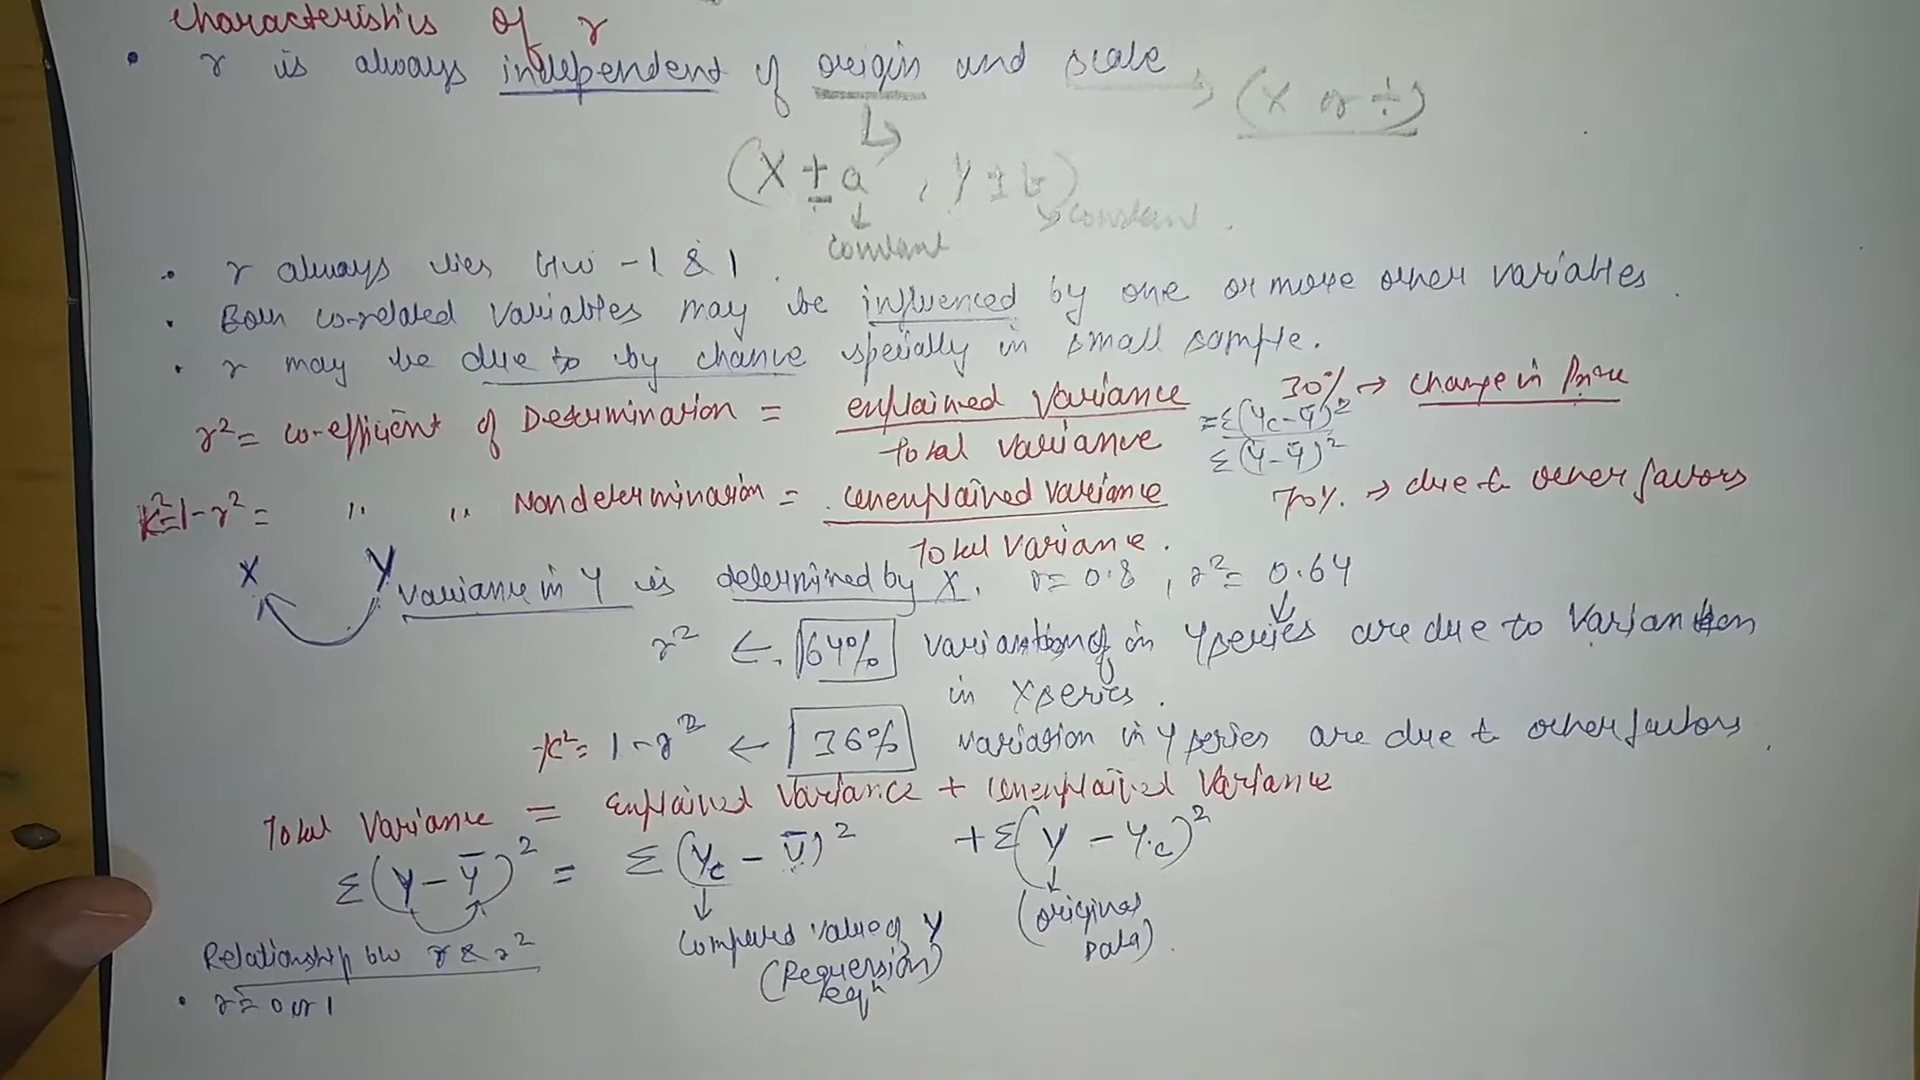 characteristics of r
• r is always independent of origin and scale → (× or ÷)
(X ± a , Y ± b)
constant
constant
• r always lies b/w -1 & 1.
• Both co-related variables may be influenced by one or more other variables.
• r may be due to by chance specially in small sample.
30% → change in Price
r² = co-efficient of Determination = explained variance / Total variance = Σ(Yc-Ȳ)² / Σ(Y-Ȳ)²
70% → due to other factors
K²=1-r² = " " Nondetermination = unexplained variance / Total variance.
X Y
variance in Y is determined by X. r = 0.8 , r² = 0.64
r² ← 64% variation in Y series are due to variation
in X series.
K² = 1-r² ← 36% variation in Y series are due to other factors.
Total Variance = Explained Variance + Unexplained Variance
Σ(Y-Ȳ)² = Σ(Yc-Ȳ)² + Σ(Y-Yc)²
Computed value of Y
(Regression
eqⁿ)
(original
Data).
Relationship b/w r & r²
• r = 0 or 1